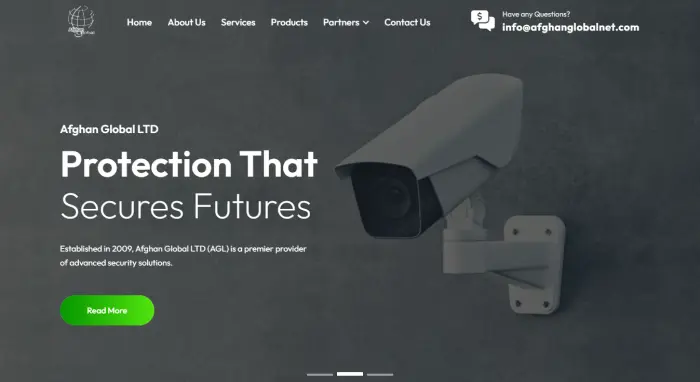 Home
About Us
Services
Products
Partners
Contact Us
Have any Questions?
info@afghanglobalnet.com
Afghan Global LTD
Protection That
Secures Futures
Established in 2009, Afghan Global LTD (AGL) is a premier provider
of advanced security solutions.
Read More